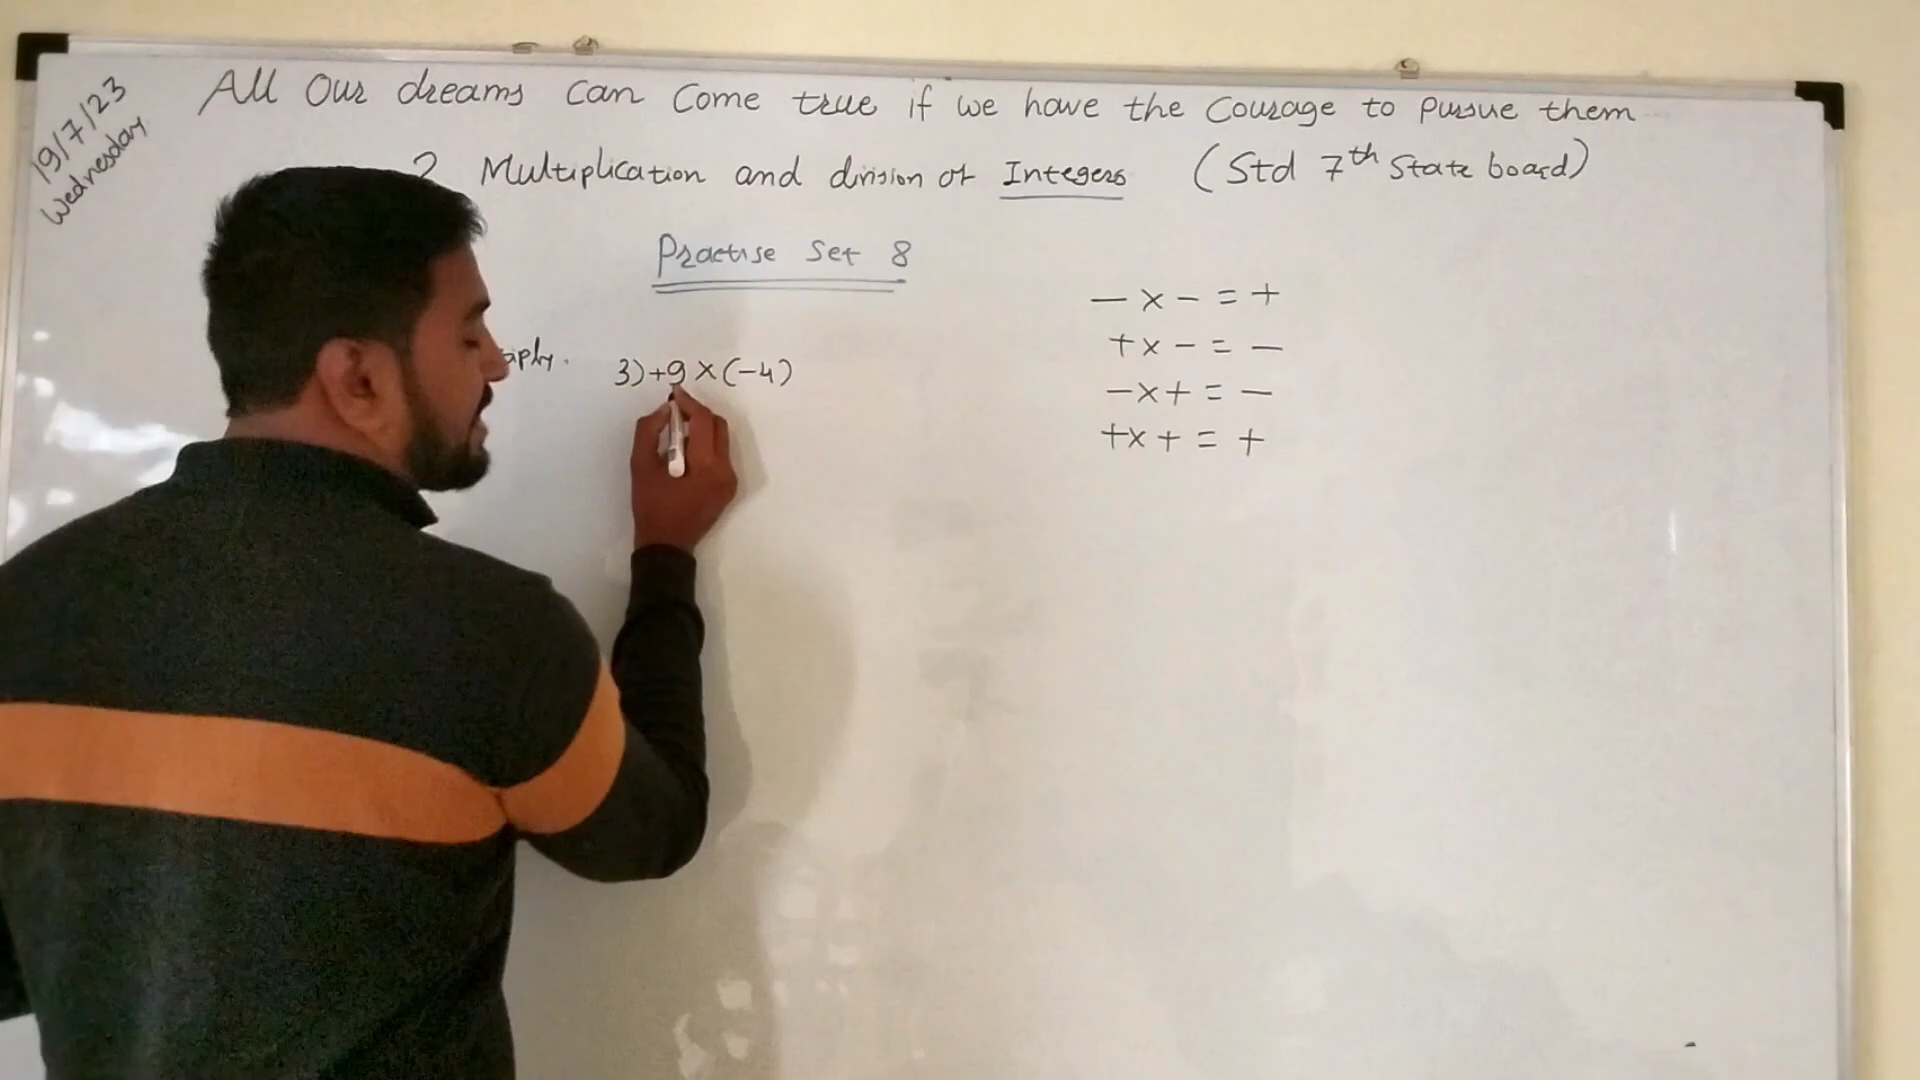 19/7/23
Wednesday
All Our dreams can Come true if we have the Courage to pursue them
2 Multiplication and division of Integers (Std 7th State board)
Practise Set 8
3) +9 × (-4)
- × - = +
+ × - = -
- × + = -
+ × + = +